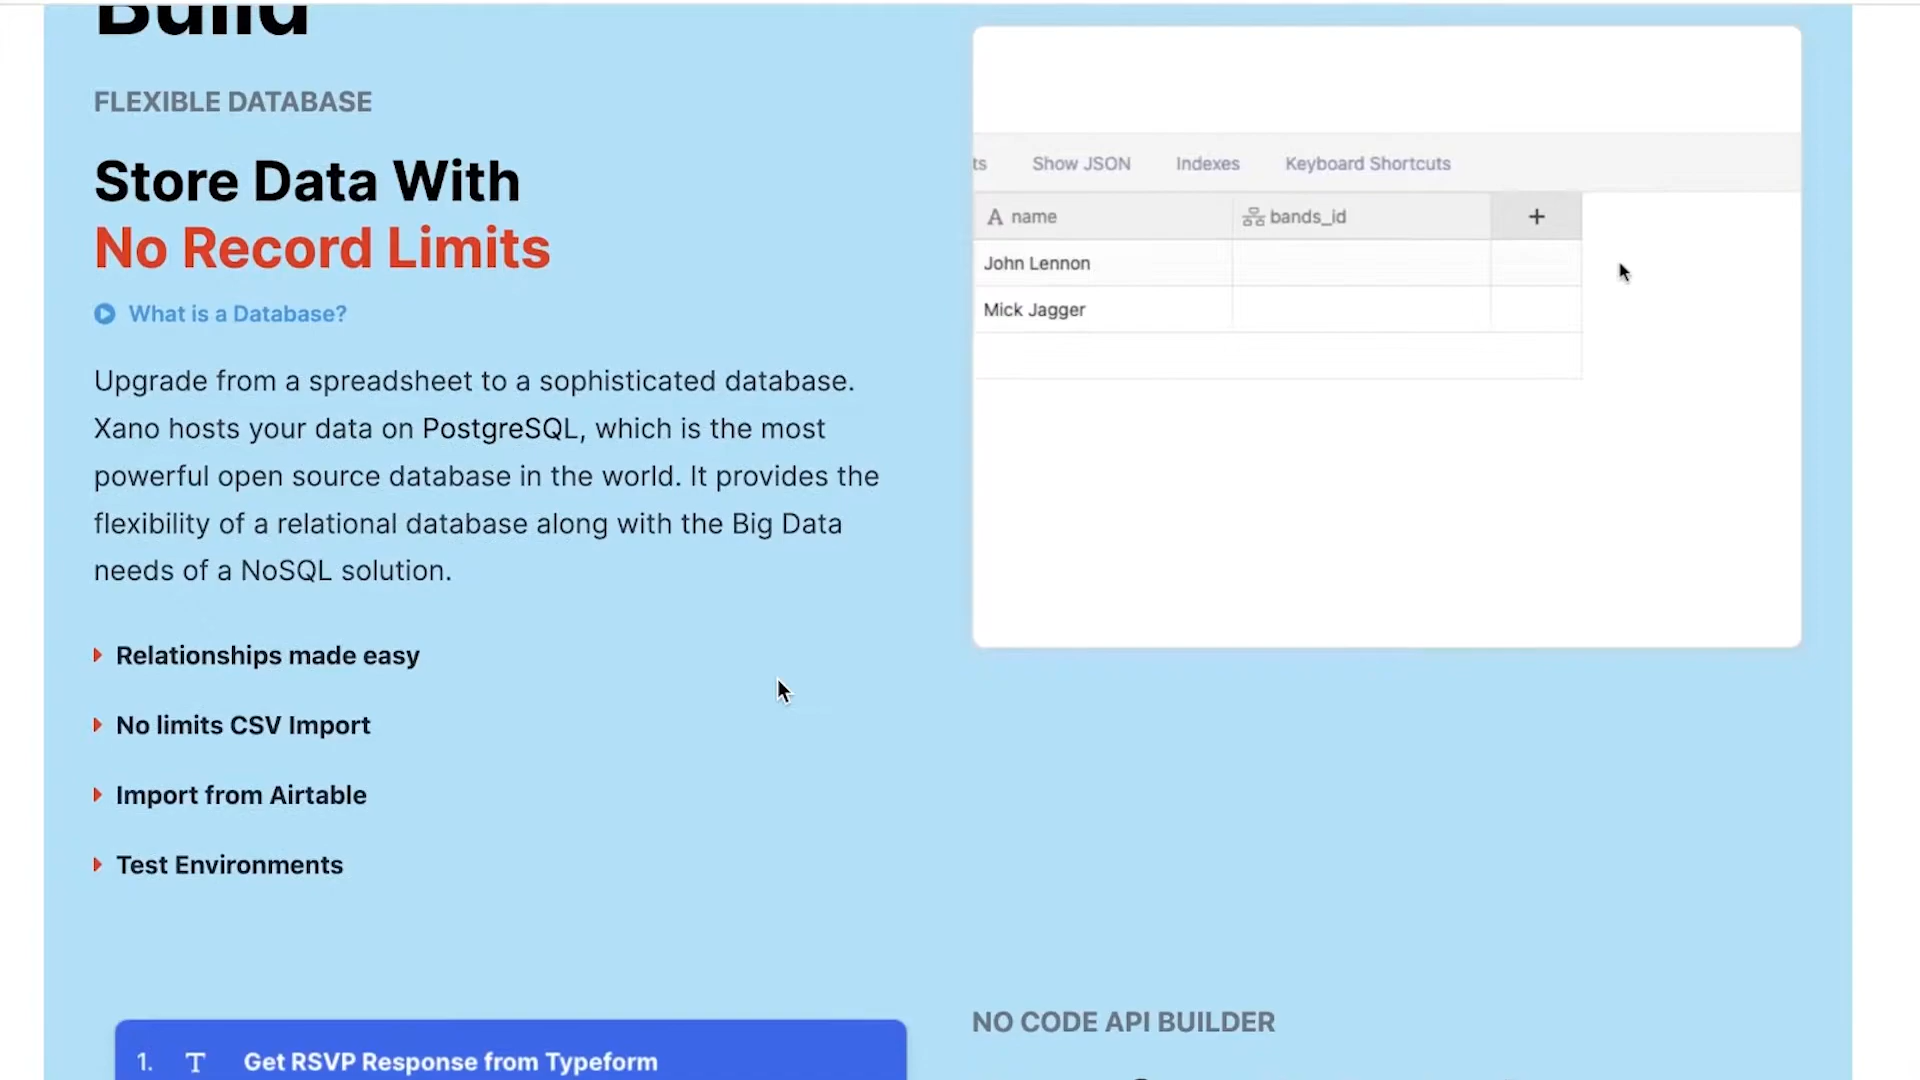 Build
FLEXIBLE DATABASE
Store Data With
No Record Limits
What is a Database?
Upgrade from a spreadsheet to a sophisticated database.
Xano hosts your data on PostgreSQL, which is the most
powerful open source database in the world. It provides the
flexibility of a relational database along with the Big Data
needs of a NoSQL solution.
Relationships made easy
No limits CSV Import
Import from Airtable
Test Environments
ts Show JSON Indexes Keyboard Shortcuts
A name bands_id +
John Lennon
Mick Jagger
1. T Get RSVP Response from Typeform
NO CODE API BUILDER